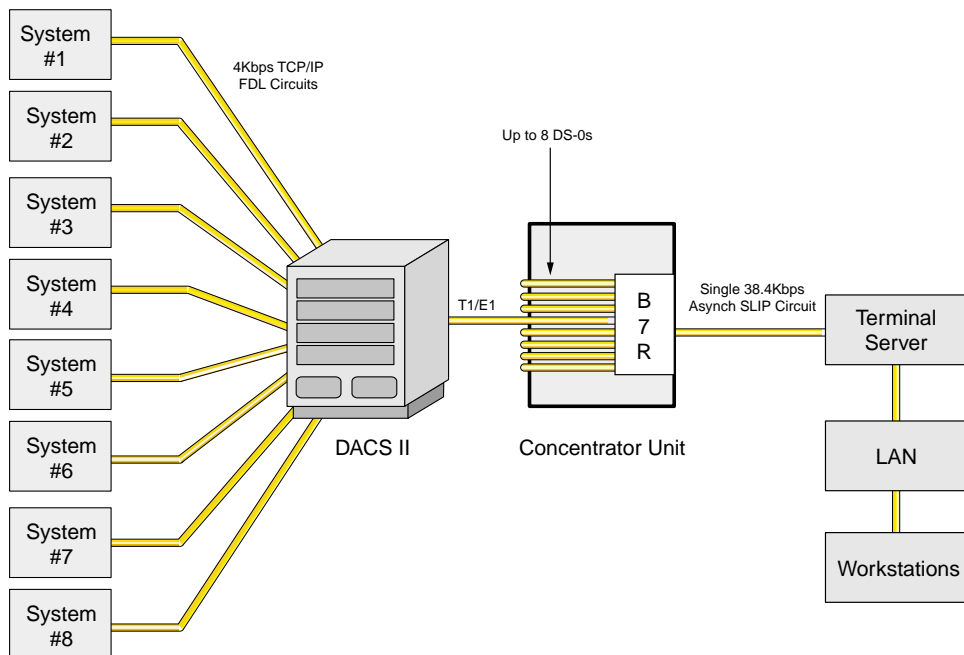 System
#1
System
#2
System
#3
System
#4
System
#5
System
#6
System
#7
System
#8
4Kbps TCP/IP
FDL Circuits
DACS II
T1/E1
Up to 8 DS-0s
B
7
R
Concentrator Unit
Single 38.4Kbps
Asynch SLIP Circuit
Terminal
Server
LAN
Workstations